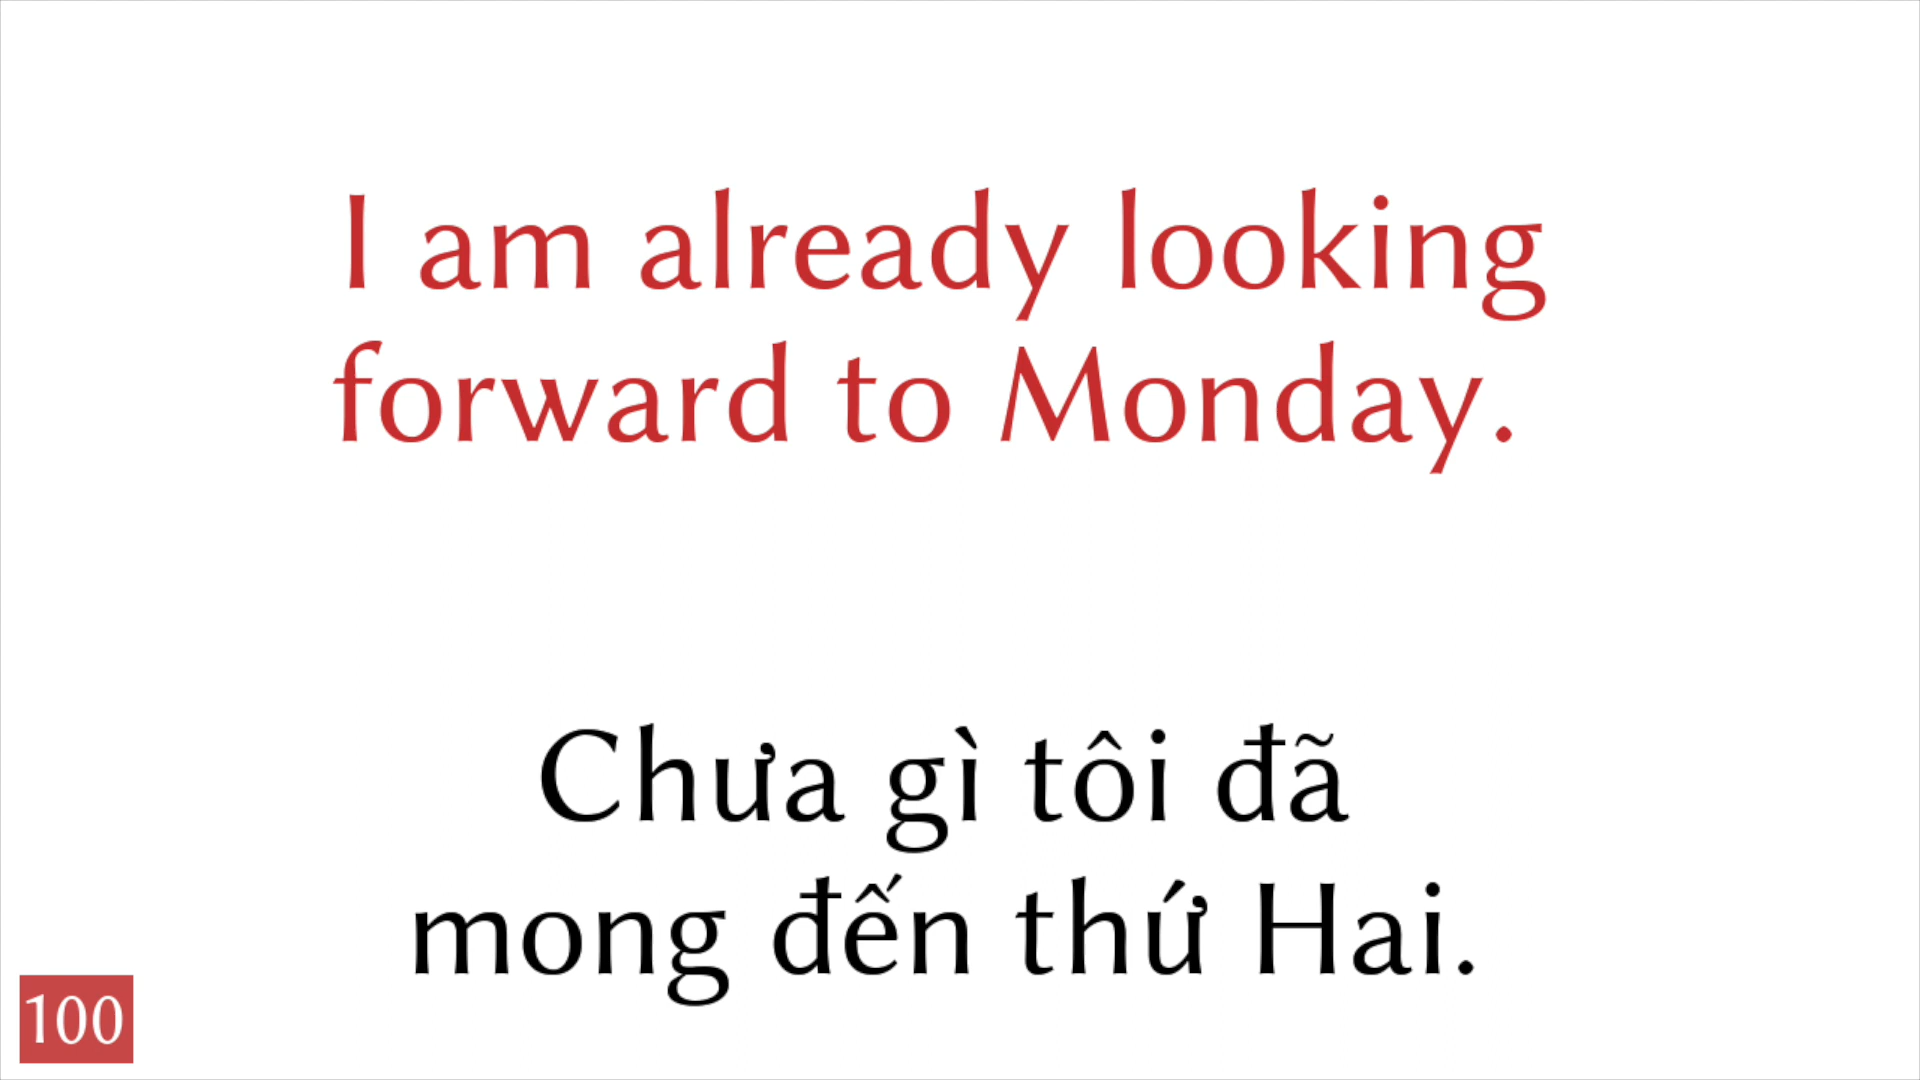 I am already looking
forward to Monday.
Chưa gì tôi đã
mong đến thứ Hai.
100